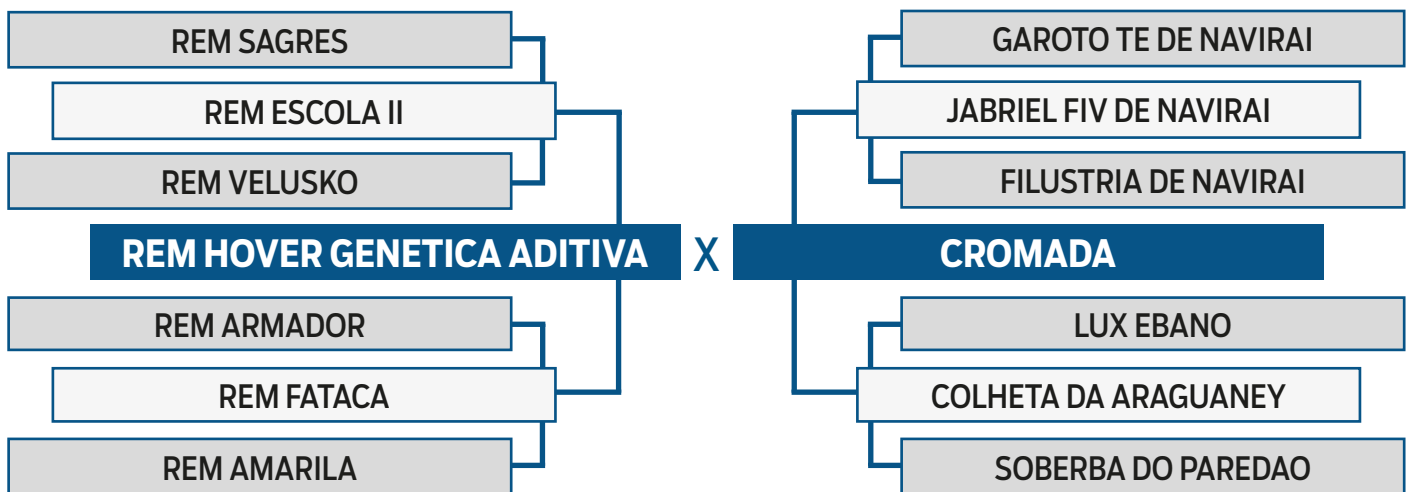 REM SAGRES
REM ESCOLA II
REM VELUSKO
REM HOVER GENETICA ADITIVA
REM ARMADOR
REM FATACA
REM AMARILA
X
GAROTO TE DE NAVIRAI
JABRIEL FIV DE NAVIRAI
FILUSTRIA DE NAVIRAI
CROMADA
LUX EBANO
COLHETA DA ARAGUANEY
SOBERBA DO PAREDAO